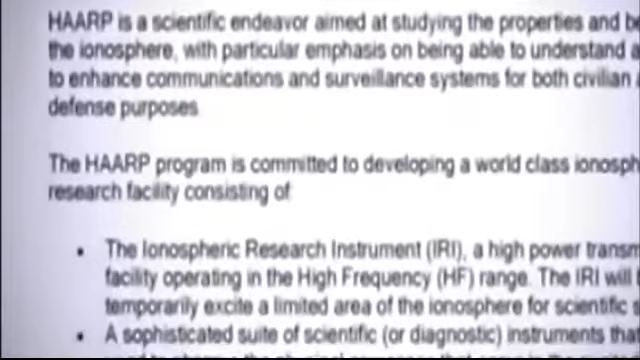 HAARP is a scientific endeavor aimed at studying the properties and
the ionosphere, with particular emphasis on being able to understand
to enhance communications and surveillance systems for both civilian
defense purposes
The HAARP program is committed to developing a world class
research facility consisting of
• The Ionospheric Research Instrument (IRI), a high power
facility operating in the High Frequency (HF) range. The IRI will
temporarily excite a limited area of the ionosphere for scientific
• A sophisticated suite of scientific (or diagnostic) instruments